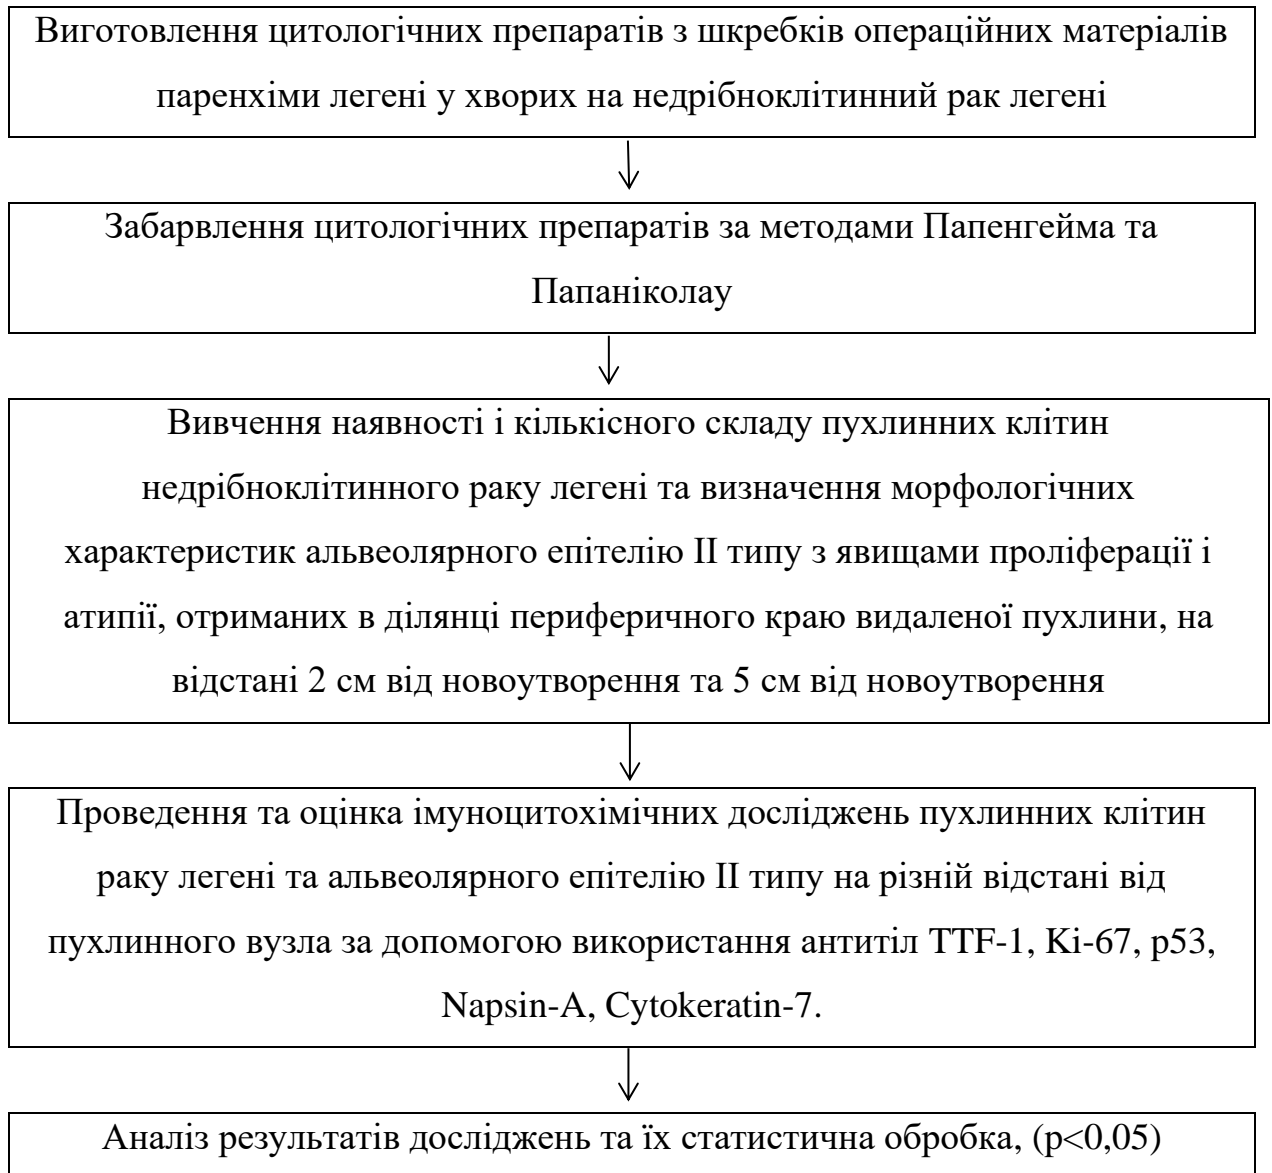 Виготовлення цитологічних препаратів з шкребків операційних матеріалів
паренхіми легені у хворих на недрібноклітинний рак легені
Забарвлення цитологічних препаратів за методами Папенгейма та
Папаніколау
Вивчення наявності і кількісного складу пухлинних клітин
недрібноклітинного раку легені та визначення морфологічних
характеристик альвеолярного епітелію II типу з явищами проліферації і
атипії, отриманих в ділянці периферичного краю видаленої пухлини, на
відстані 2 см від новоутворення та 5 см від новоутворення
Проведення та оцінка імуноцитохімічних досліджень пухлинних клітин
раку легені та альвеолярного епітелію II типу на різній відстані від
пухлинного вузла за допомогою використання антитіл TTF-1, Ki-67, p53,
Napsin-A, Cytokeratin-7.
Аналіз результатів досліджень та їх статистична обробка, (p<0,05)